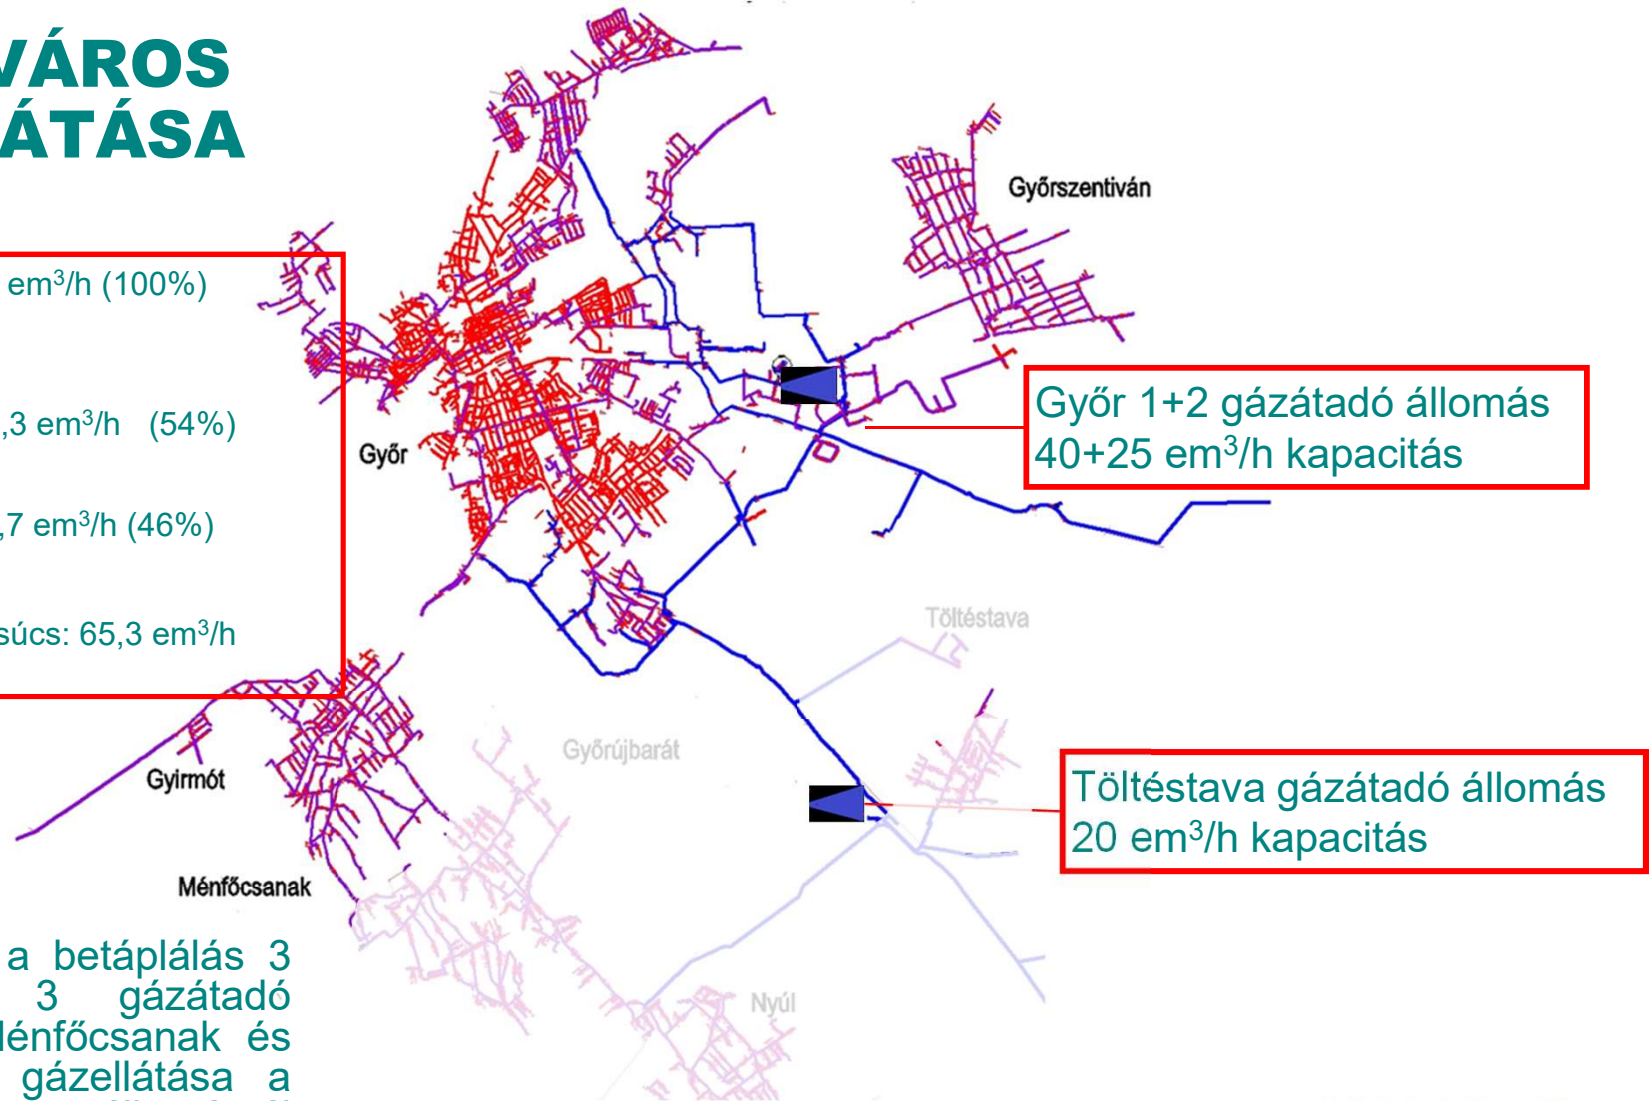 VÁROS
ÁTÁSA
em³/h (100%)
,3 em³/h (54%)
,7 em³/h (46%)
súcs: 65,3 em³/h
Győrszentiván
Győr
Győr 1+2 gázátadó állomás
40+25 em³/h kapacitás
Töltéstava
Győrújbarát
Gyirmót
Töltéstava gázátadó állomás
20 em³/h kapacitás
Ménfőcsanak
Nyúl
a betáplálás 3
3 gázátadó
Ménfőcsanak és
gázellátása a